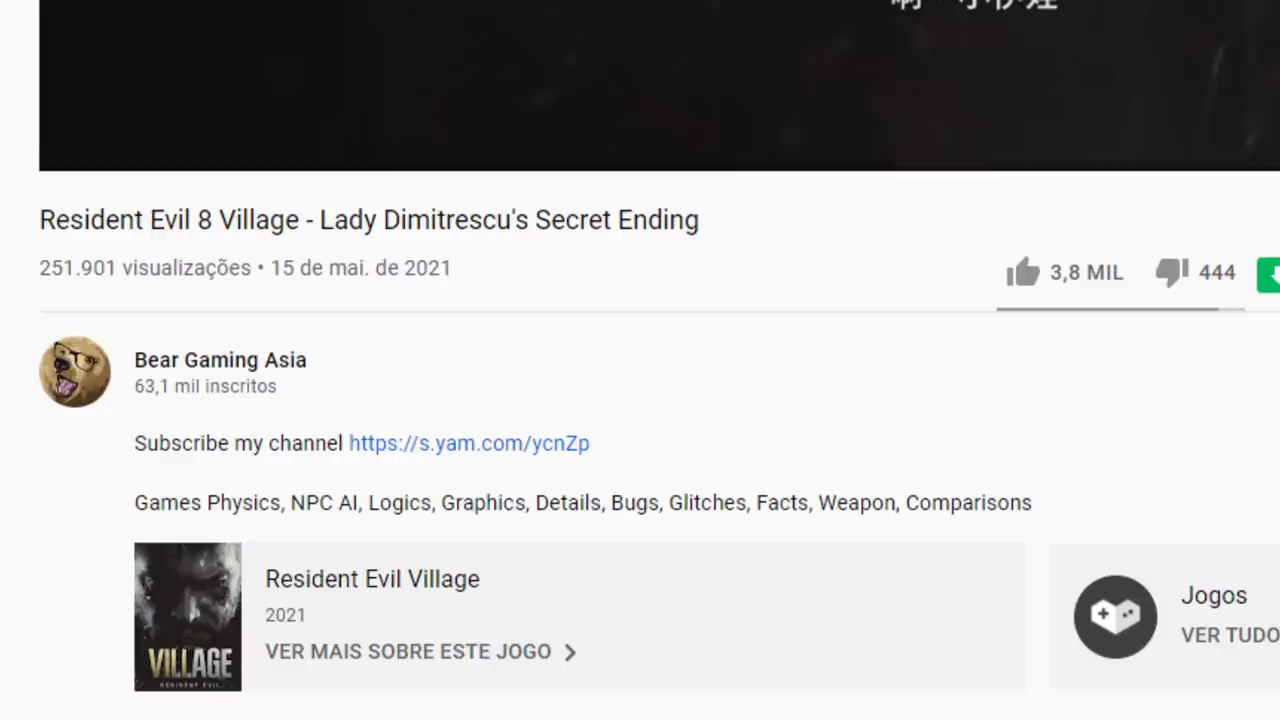 Resident Evil 8 Village - Lady Dimitrescu's Secret Ending
251.901 visualizações • 15 de mai. de 2021
3,8 MIL
444
Bear Gaming Asia
63,1 mil inscritos
Subscribe my channel https://s.yam.com/ycnZp
Games Physics, NPC AI, Logics, Graphics, Details, Bugs, Glitches, Facts, Weapon, Comparisons
VILLAGE
RESIDENT EVIL
Resident Evil Village
2021
VER MAIS SOBRE ESTE JOGO
Jogos
VER TUDO